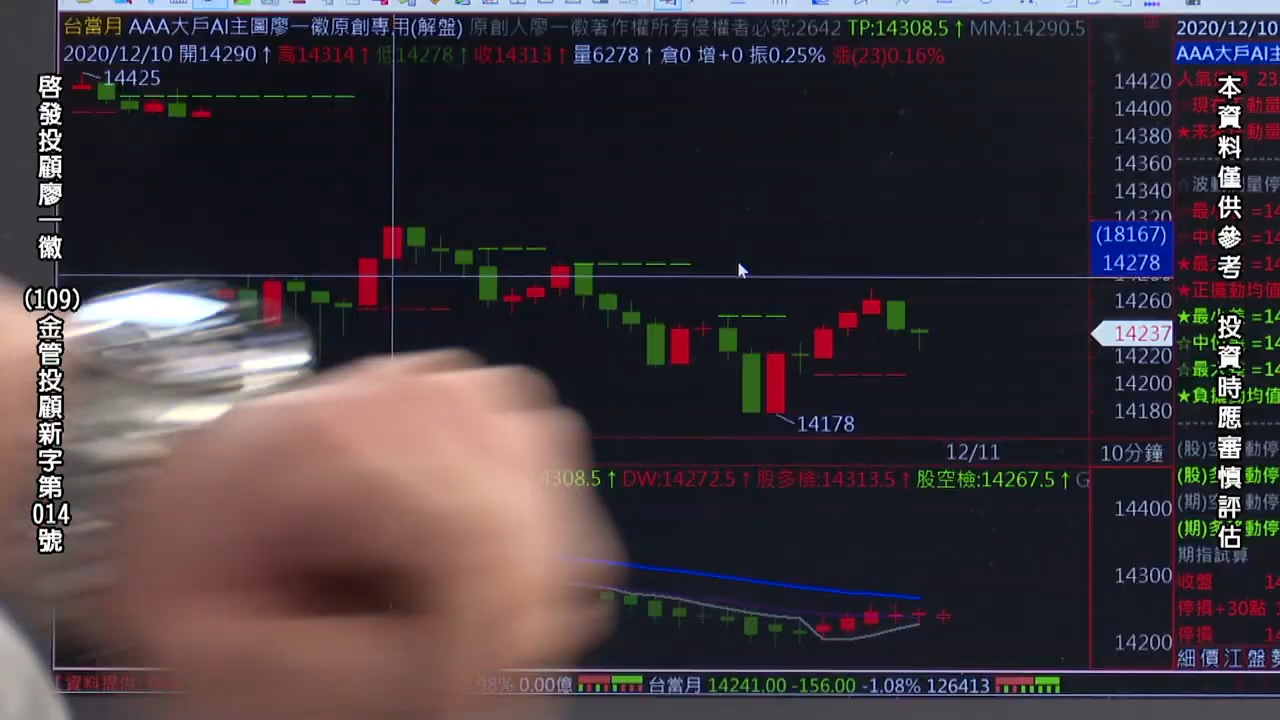 台當月 AAA大戶AI主圖廖一徽原創專用(解盤) 原創人廖一徽著作權所有侵權者必究:2642 TP:14308.5↑ MM:14290.5
2020/12/10 開14290↑ 高14314↑ 低14278↑ 收14313↑ 量6278↑ 倉0 增+0 振0.25% 漲(23)0.16%
2020/12/10
14425
啓發投顧廖一徽
(109)金管投顧新字第014號
本資料僅供參考
投資時應審慎評估
14420
14400
14380
14360
14340
14320
(18167)
14278
14260
14237
14220
14200
14180
14178
12/11
10分鐘
308.5↑ DW:14272.5↑ 股多檢:14313.5↑ 股空檢:14267.5↑ G
14400
14300
14200
期指試算
收盤
停損+30點
停損
資料提供
0.00億
台當月 14241.00 -156.00 -1.08% 126413